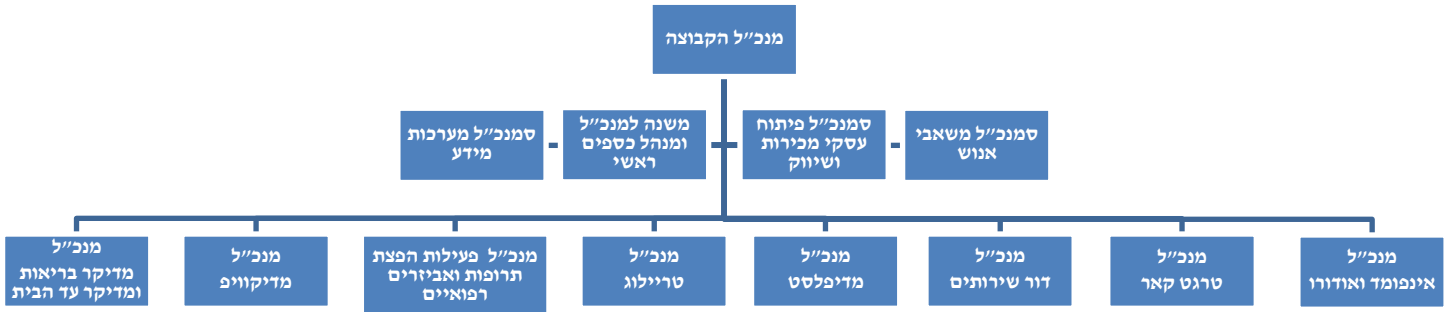 מנכ״ל הקבוצה
סמנכ״ל משאבי
אנוש
סמנכ״ל פיתוח
עסקי מכירות
ושיווק
משנה למנכ״ל
ומנהל כספים
ראשי
סמנכ״ל מערכות
מידע
מנכ״ל
אינפומד ואודורו
מנכ״ל
טרגט קאר
מנכ״ל
דור שירותים
מנכ״ל
מדיפלסט
מנכ״ל
טריילוג
מנכ״ל פעילות הפצת
תרופות ואביזרים
רפואיים
מנכ״ל
מדיקוויפ
מנכ״ל
מדיקר בריאות
ומדיקר עד הבית